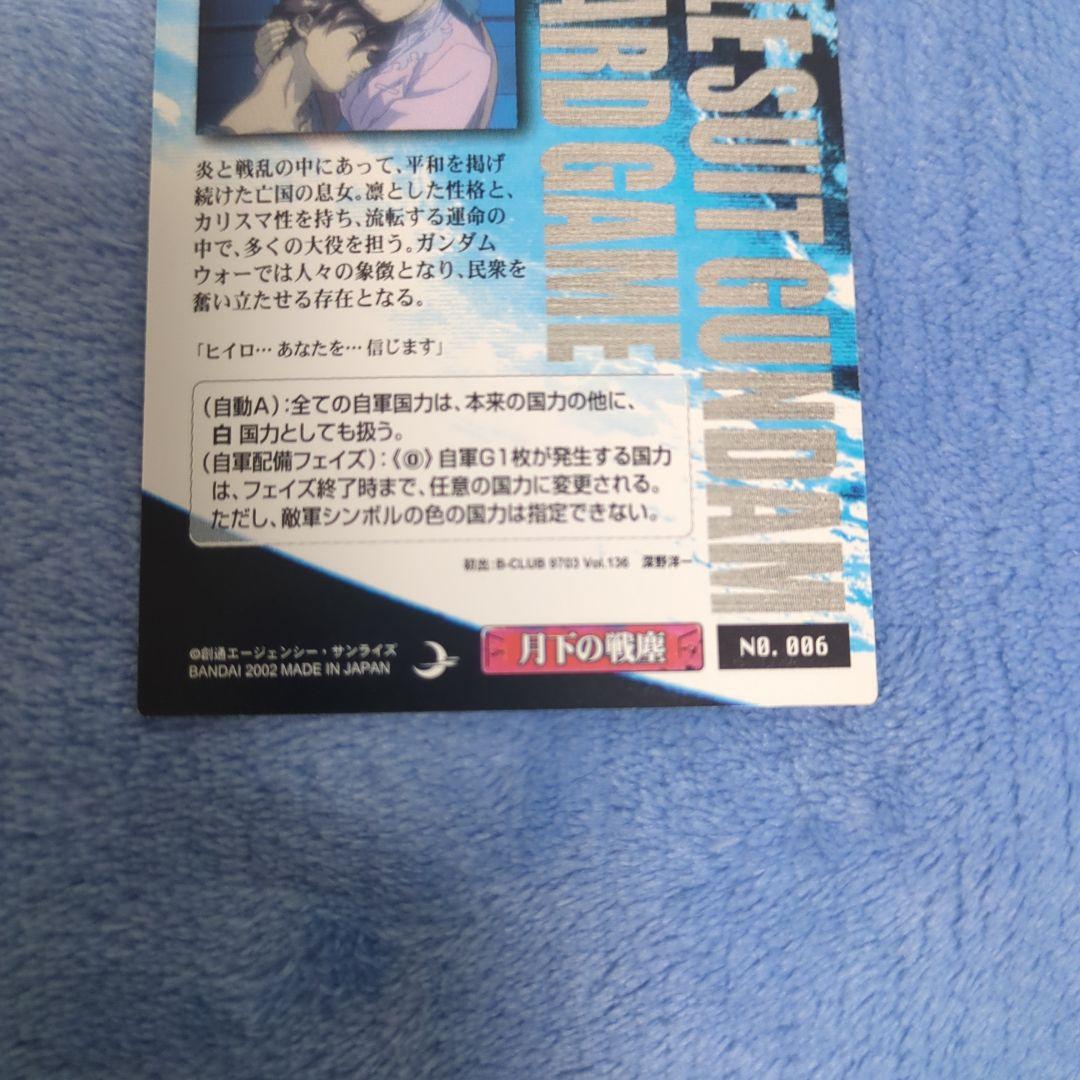 炎と戦乱の中にあって、平和を掲げ
続けた亡国の息女。凛とした性格と、
カリスマ性を持ち、流転する運命の
中で、多くの大役を担う。ガンダム
ウォーでは人々の象徴となり、民衆を
奮い立たせる存在となる。
「ヒイロ… あなたを… 信じます」
(自動A):全ての自軍国力は、本来の国力の他に、
白 国力としても扱う。
(自軍配備フェイズ):《⓪》自軍G1枚が発生する国力
は、フェイズ終了時まで、任意の国力に変更される。
ただし、敵軍シンボルの色の国力は指定できない。
初出:B-CLUB 9703 Vol.136 深野洋一
©創通エージェンシー・サンライズ
BANDAI 2002 MADE IN JAPAN
月下の戦塵
NO. 006
LE SUIT GUNDAM
ARD GAME